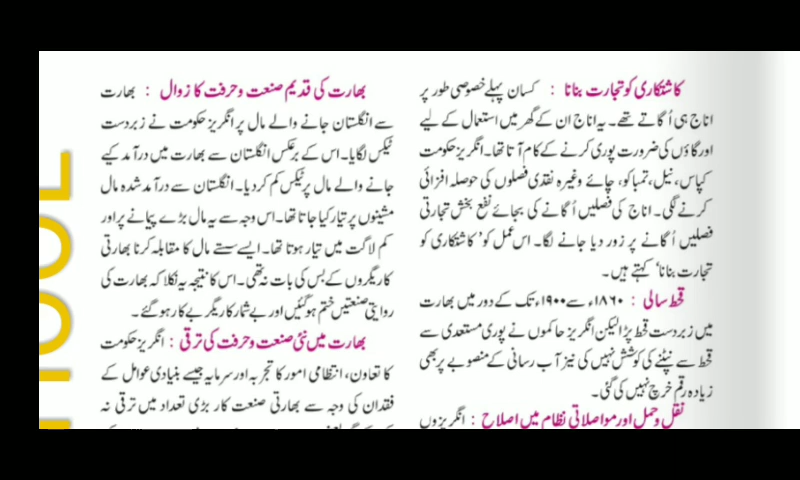 کاشتکاری کو تجارت بنانا : کسان پہلے خصوصی طور پر
اناج ہی اُگاتے تھے۔ یہ اناج ان کے گھر میں استعمال کے لیے
اور گاؤں کی ضرورت پوری کرنے کے کام آتا تھا۔ انگریز حکومت
کپاس، نیل، تمباکو، چائے وغیرہ نقدی فصلوں کی حوصلہ افزائی
کرنے لگی۔ اناج کی فصلیں اُگانے کی بجائے نفع بخش تجارتی
فصلیں اُگانے پر زور دیا جانے لگا۔ اس عمل کو 'کاشتکاری کو
تجارت بنانا' کہتے ہیں۔
قحط سالی : ۱۸۶۰ء سے ۱۹۰۰ء تک کے دور میں بھارت
میں زبردست قحط پڑا لیکن انگریز حاکموں نے پوری مستعدی سے
قحط سے نپٹنے کی کوشش نہیں کی نیز آب رسانی کے منصوبے پر بھی
زیادہ رقم خرچ نہیں کی گئی۔
نقل و حمل اور مواصلاتی نظام میں اصلاح : انگریزوں
بھارت کی قدیم صنعت و حرفت کا زوال : بھارت
سے انگلستان جانے والے مال پر انگریز حکومت نے زبردست
ٹیکس لگایا۔ اس کے برعکس انگلستان سے بھارت میں درآمد کیے
جانے والے مال پر ٹیکس کم کر دیا۔ انگلستان سے درآمد شدہ مال
مشینوں پر تیار کیا جاتا تھا۔ اس وجہ سے یہ مال بڑے پیمانے پر اور
کم لاگت میں تیار ہوتا تھا۔ ایسے سستے مال کا مقابلہ کرنا بھارتی
کاریگروں کے بس کی بات نہ تھی۔ اس کا نتیجہ یہ نکلا کہ بھارت کی
روایتی صنعتیں ختم ہو گئیں اور بے شمار کاریگر بے کار ہو گئے۔
بھارت میں نئی صنعت و حرفت کی ترقی : انگریز حکومت
کا تعاون، انتظامی امور کا تجربہ اور سرمایہ جیسے بنیادی عوامل کے
فقدان کی وجہ سے بھارتی صنعت کار بڑی تعداد میں ترقی نہ